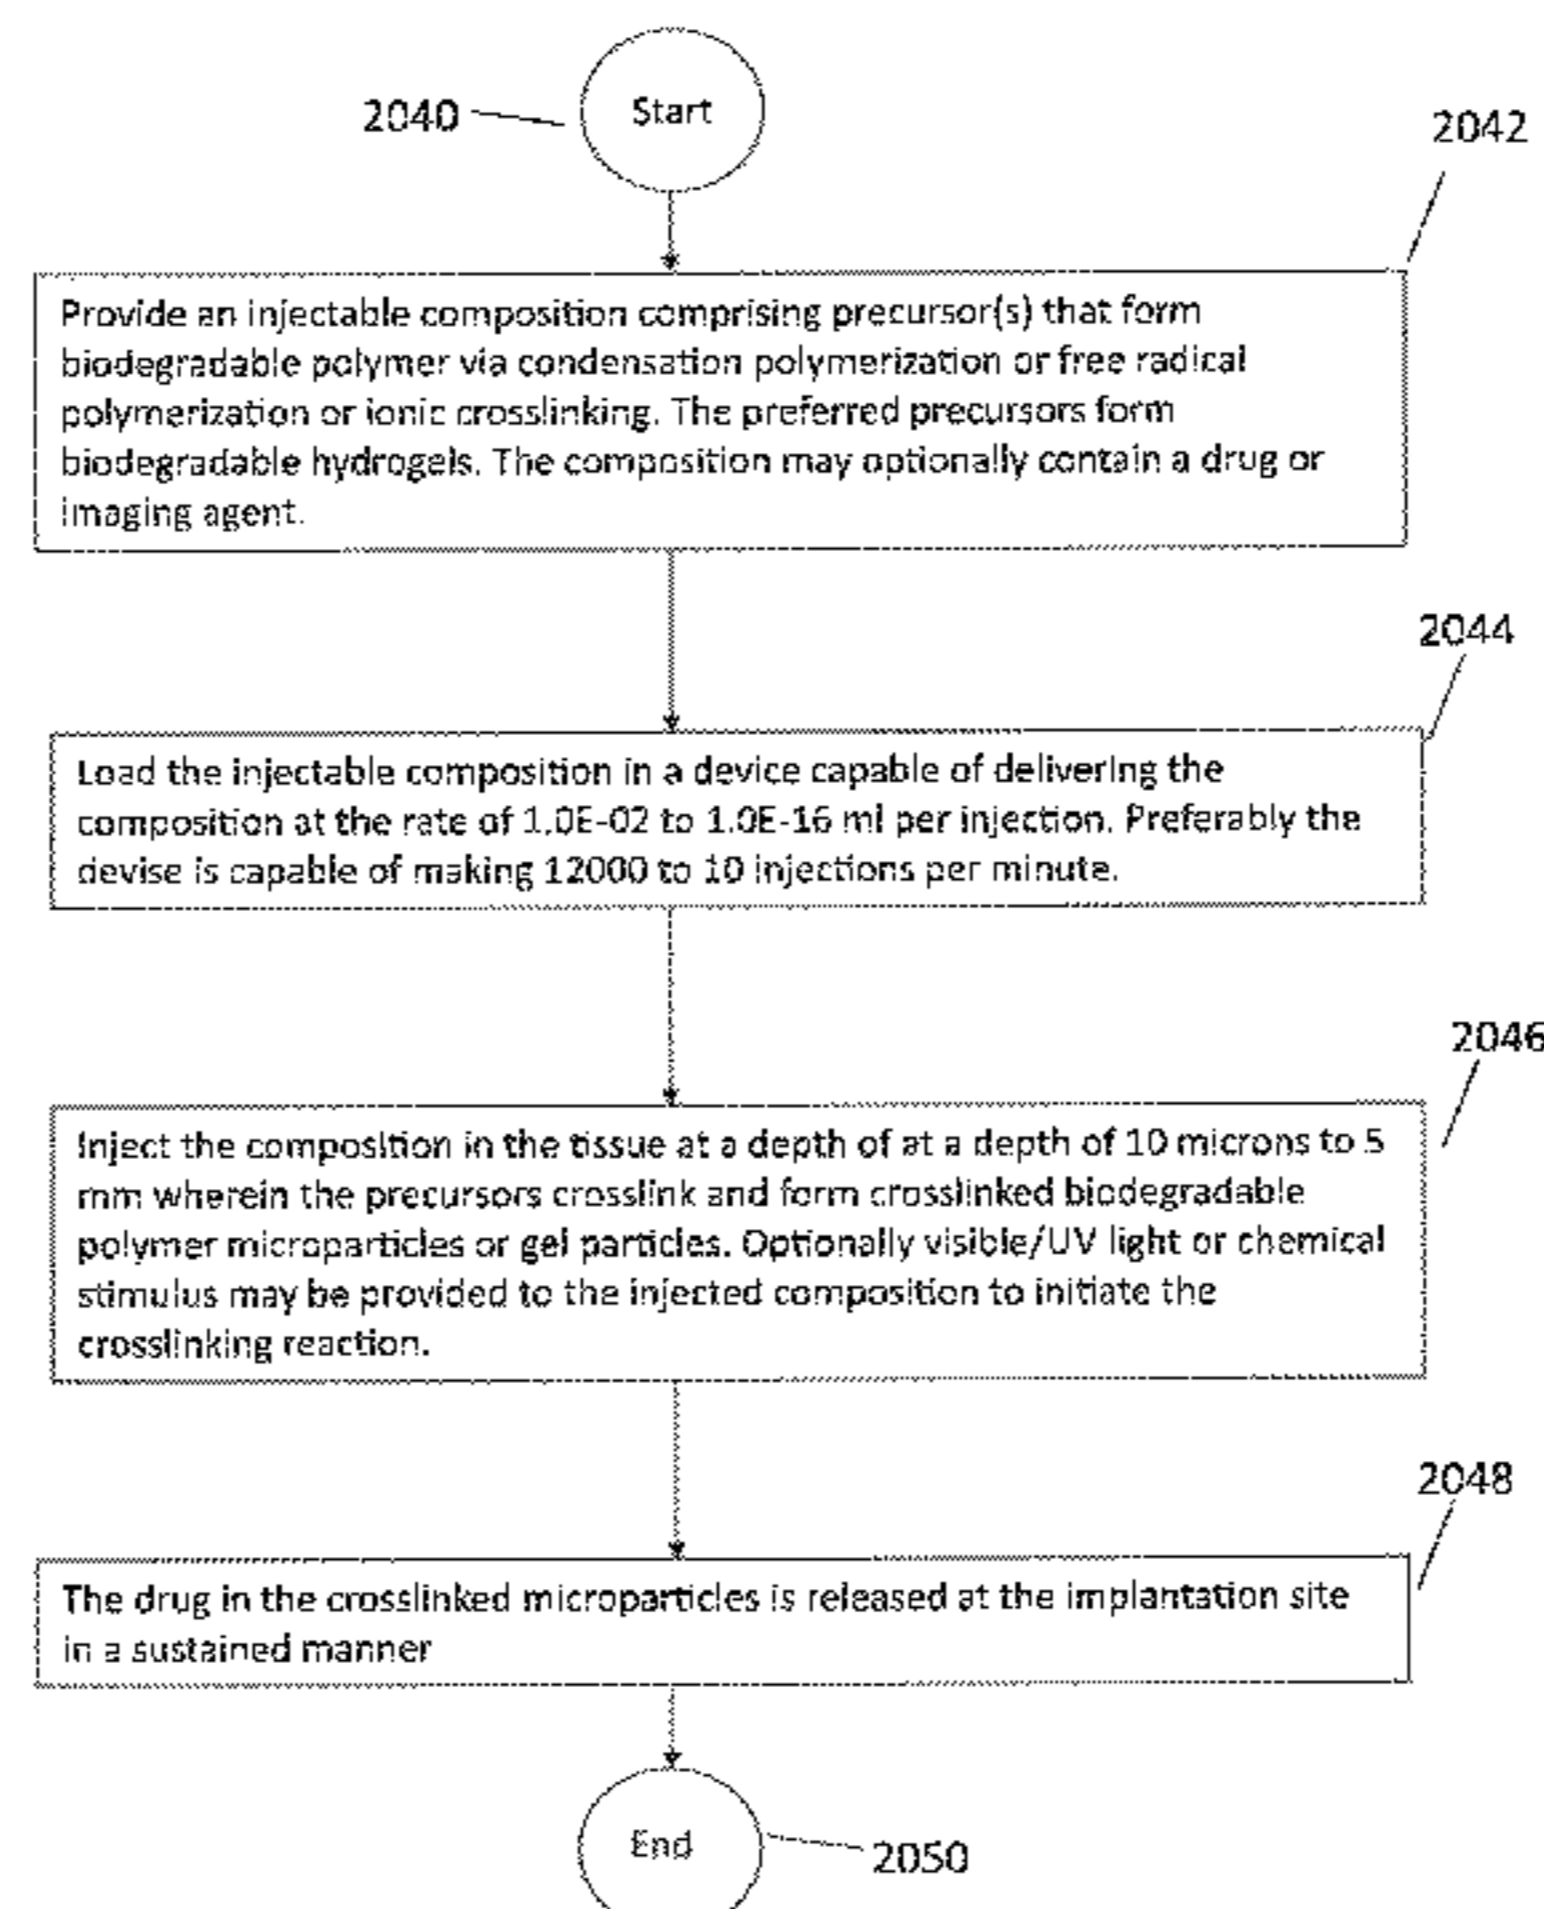 2040
Start
2042
Provide an injectable composition comprising precursor(s) that form
biodegradable polymer via condensation polymerization or free radical
polymerization or ionic crosslinking. The preferred precursors form
biodegradable hydrogels. The composition may optionally contain a drug or
imaging agent.
2044
Load the injectable composition in a device capable of delivering the
composition at the rate of 1.0E-02 to 1.0E-16 ml per injection. Preferably the
devise is capable of making 12000 to 10 injections per minute.
2046
Inject the composition in the tissue at a depth of at a depth of 10 microns to 5
mm wherein the precursors crosslink and form crosslinked biodegradable
polymer microparticles or gel particles. Optionally visible/UV light or chemical
stimulus may be provided to the injected composition to initiate the
crosslinking reaction.
2048
The drug in the crosslinked microparticles is released at the implantation site
in a sustained manner
End
2050